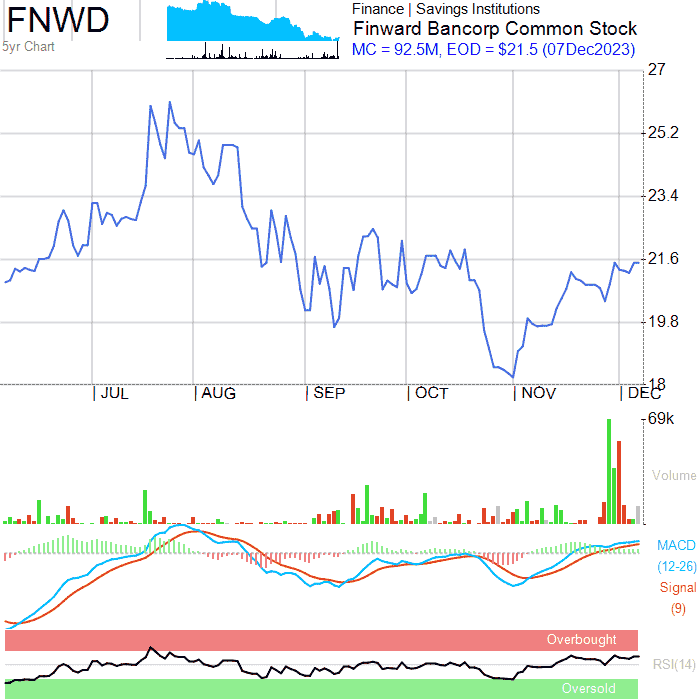 FNWD
5yr Chart
Finance | Savings Institutions
Finward Bancorp Common Stock
MC = 92.5M, EOD = $21.5 (07Dec2023)
27
25.2
23.4
21.6
19.8
18
| JUL | AUG | SEP | OCT | NOV | DEC
69k
Volume
MACD
(12-26)
Signal
(9)
Overbought
RSI(14)
Oversold